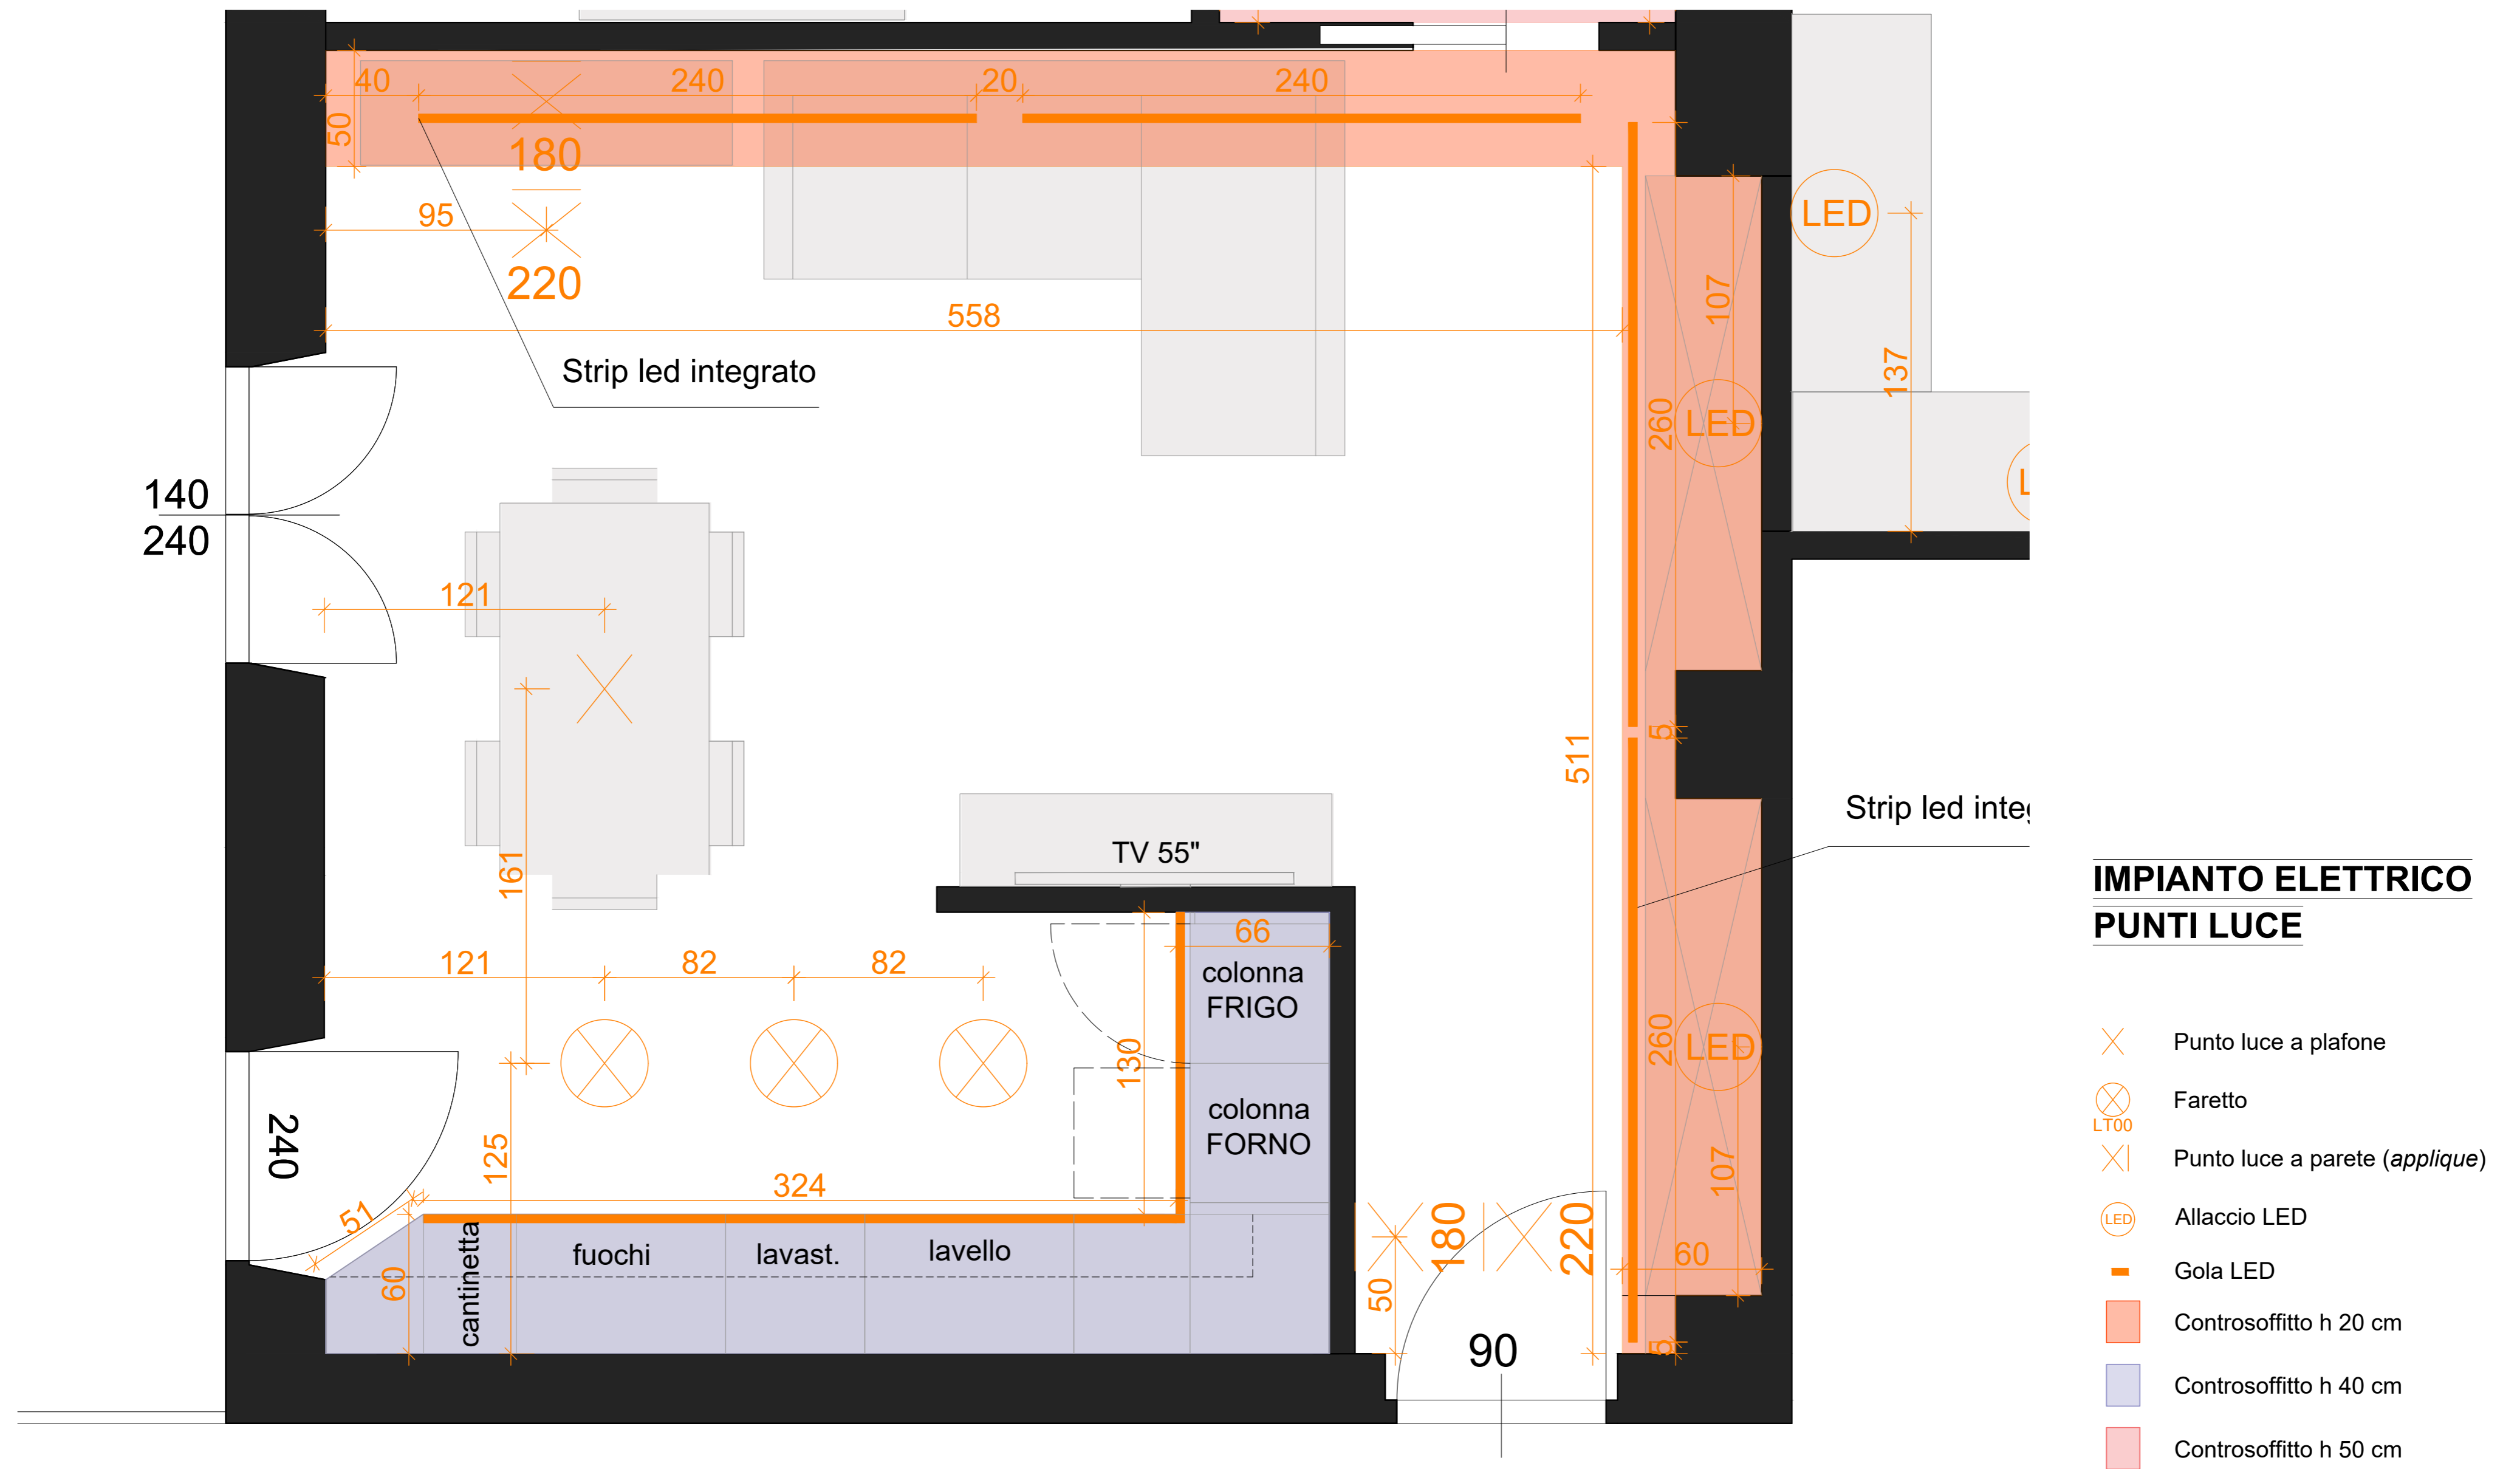 40
240
20
240
50
180
95
220
558
Strip led integrato
LED
107
137
LED
260
140
240
121
511
5
Strip led inte
161
TV 55"
121
82
82
66
colonna
FRIGO
130
colonna
FORNO
260
LED
240
125
324
51
60
cantinetta
fuochi
lavast.
lavello
180
220
50
107
60
90
5
IMPIANTO ELETTRICO
PUNTI LUCE
Punto luce a plafone
Faretto
LT00
Punto luce a parete (applique)
LED
Allaccio LED
Gola LED
Controsoffitto h 20 cm
Controsoffitto h 40 cm
Controsoffitto h 50 cm